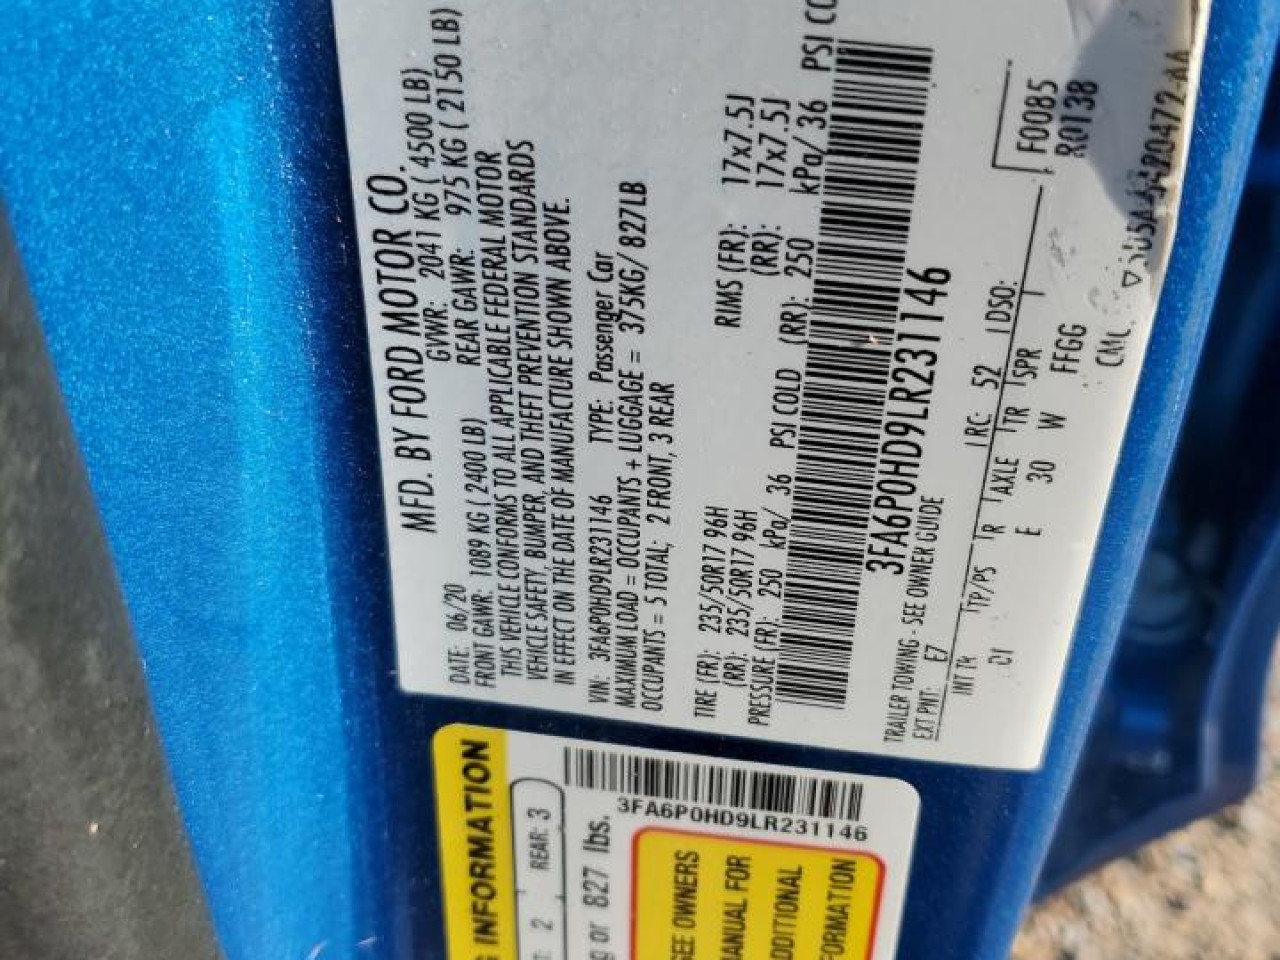 MFD. BY FORD MOTOR CO.
DATE: 06/20 GVWR: 2041 KG ( 4500 LB)
FRONT GAWR: 1089 KG ( 2400 LB) REAR GAWR: 975 KG ( 2150 LB)
THIS VEHICLE CONFORMS TO ALL APPLICABLE FEDERAL MOTOR
VEHICLE SAFETY, BUMPER, AND THEFT PREVENTION STANDARDS
IN EFFECT ON THE DATE OF MANUFACTURE SHOWN ABOVE.
VIN: 3FA6P0HD9LR231146 TYPE: Passenger Car
MAXIMUM LOAD = OCCUPANTS + LUGGAGE = 375KG/ 827LB
OCCUPANTS = 5 TOTAL; 2 FRONT, 3 REAR
TIRE (FR): 235/50R17 96H RIMS (FR): 17x7.5J
(RR): 235/50R17 96H (RR): 17x7.5J
PRESSURE (FR): 250 kPa/ 36 PSI COLD (RR): 250 kPa/ 36 PSI CO
3FA6P0HD9LR231146
TRAILER TOWING - SEE OWNER GUIDE
F0085
EXT PNT: E7 RC: 52 DSO: R0138
INT TR TP/PS R AXLE TR SPR
E 30 W FFGG
G INFORMATION
2 REAR: 3
g or 827 lbs.
3FA6P0HD9LR231146
SEE OWNERS
MANUAL FOR
ADDITIONAL
FORMATION